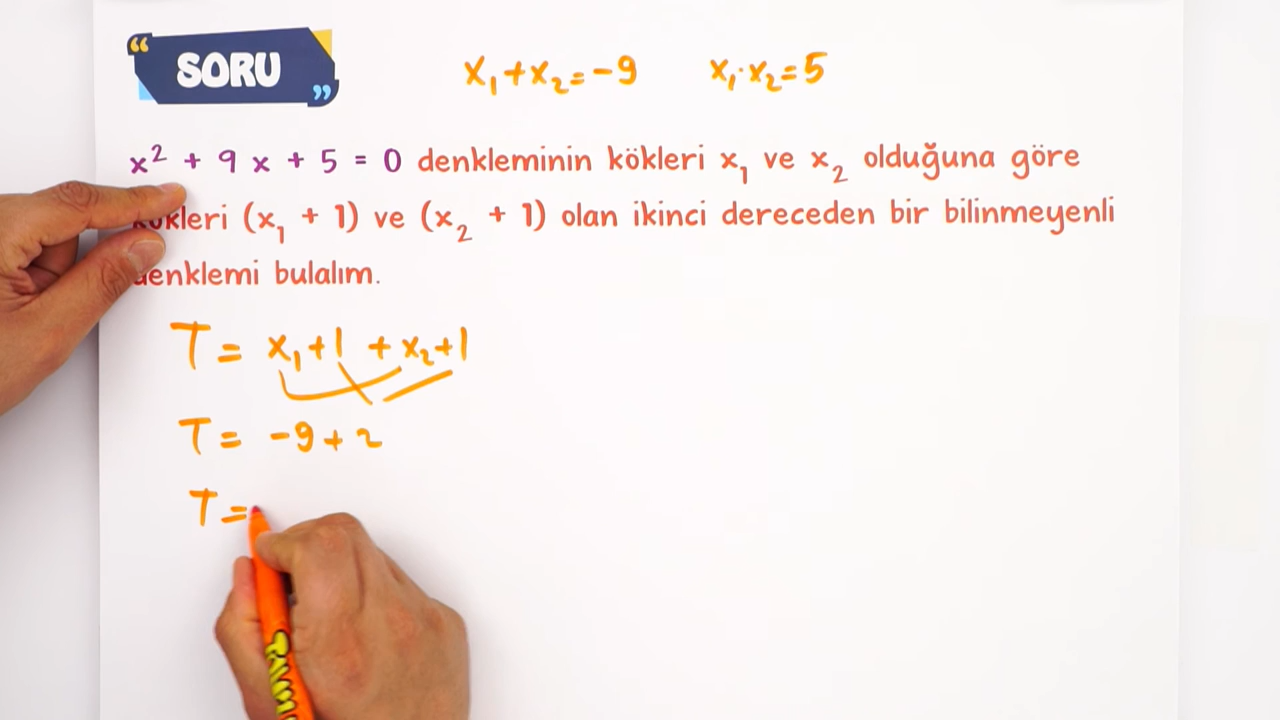 SORU
x₁+x₂=-9 x₁·x₂=5
x² + 9x + 5 = 0 denkleminin kökleri x₁ ve x₂ olduğuna göre
kökleri (x₁ + 1) ve (x₂ + 1) olan ikinci dereceden bir bilinmeyenli
denklemi bulalım.
T = x₁+1 + x₂+1
T = -9+2
T =